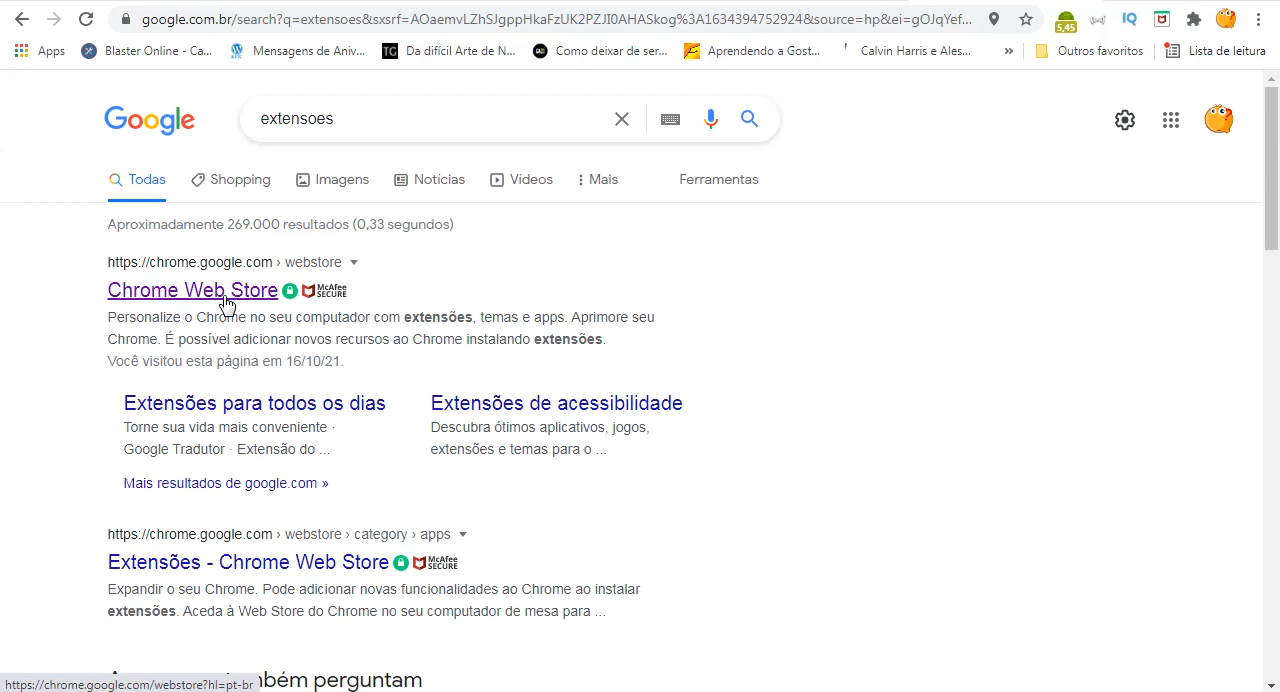 google.com.br/search?q=extensoes&sxsrf=AOaemvLZhSJgppHxaFzUK2PZJI0AHASkog%3A1634394752924&source=hp&ei=gOJqYef...
5,45
IQ
Apps
Blaster Online - Ca...
Mensagens de Aniv...
TG
Da difícil Arte de N...
Como deixar de ser...
Aprendendo a Gost...
Calvin Harris e Ales...
»
Outros favoritos
Lista de leitura
Google
extensoes
Todas
Shopping
Imagens
Notícias
Vídeos
Mais
Ferramentas
Aproximadamente 269.000 resultados (0,33 segundos)
https://chrome.google.com › webstore
Chrome Web Store
McAfee
SECURE
Personalize o Chrome no seu computador com extensões, temas e apps. Aprimore seu
Chrome. É possível adicionar novos recursos ao Chrome instalando extensões.
Você visitou esta página em 16/10/21.
Extensões para todos os dias
Torne sua vida mais conveniente ·
Google Tradutor · Extensão do ...
Extensões de acessibilidade
Descubra ótimos aplicativos, jogos,
extensões e temas para o ...
Mais resultados de google.com »
https://chrome.google.com › webstore › category › apps
Extensões - Chrome Web Store
McAfee
SECURE
Expandir o seu Chrome. Pode adicionar novas funcionalidades ao Chrome ao instalar
extensões. Aceda à Web Store do Chrome no seu computador de mesa para ...
mbém perguntam
https://chrome.google.com/webstore?hl=pt-br